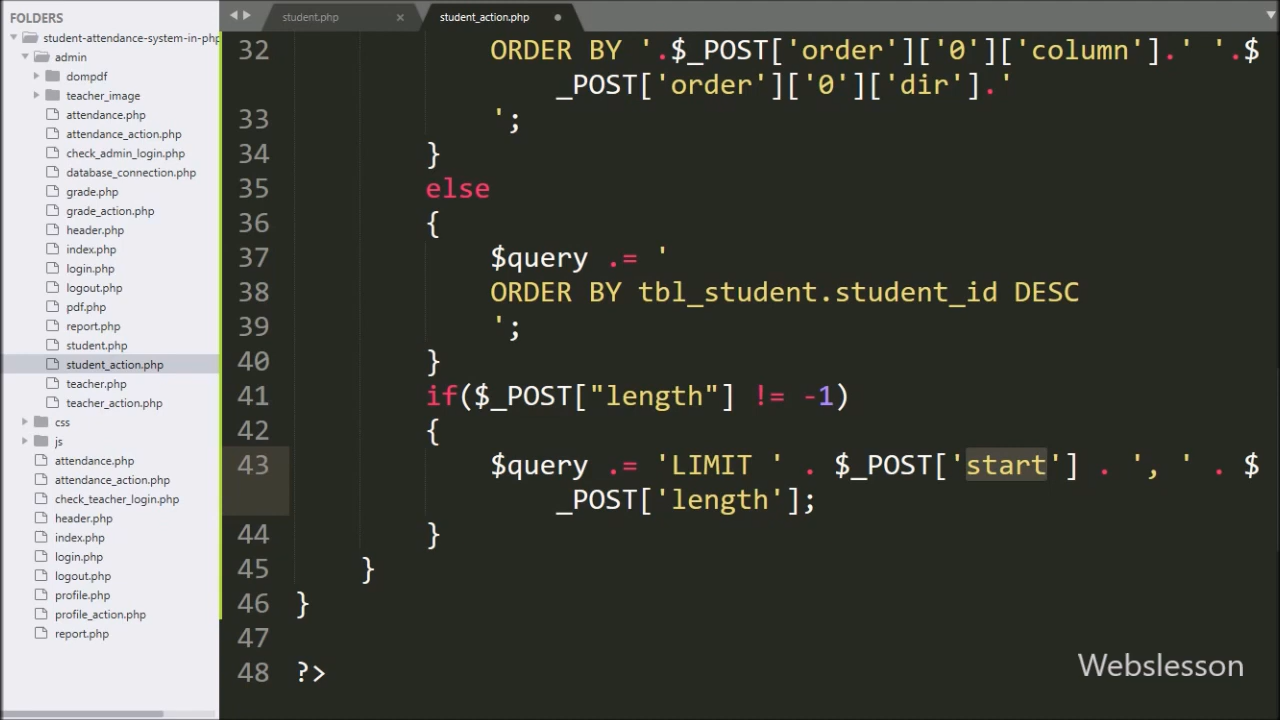 FOLDERS
student-attendance-system-in-php
admin
dompdf
teacher_image
attendance.php
attendance_action.php
check_admin_login.php
database_connection.php
grade.php
grade_action.php
header.php
index.php
login.php
logout.php
pdf.php
report.php
student.php
student_action.php
teacher.php
teacher_action.php
css
js
attendance.php
attendance_action.php
check_teacher_login.php
header.php
index.php
login.php
logout.php
profile.php
profile_action.php
report.php
student.php
student_action.php
32 ORDER BY '.$_POST['order']['0']['column'].' '.$
_POST['order']['0']['dir'].'
33 ';
34 }
35 else
36 {
37 $query .= '
38 ORDER BY tbl_student.student_id DESC
39 ';
40 }
41 if($_POST["length"] != -1)
42 {
43 $query .= 'LIMIT ' . $_POST['start'] . ', ' . $
_POST['length'];
44 }
45 }
46 }
47
48 ?>
Webslesson